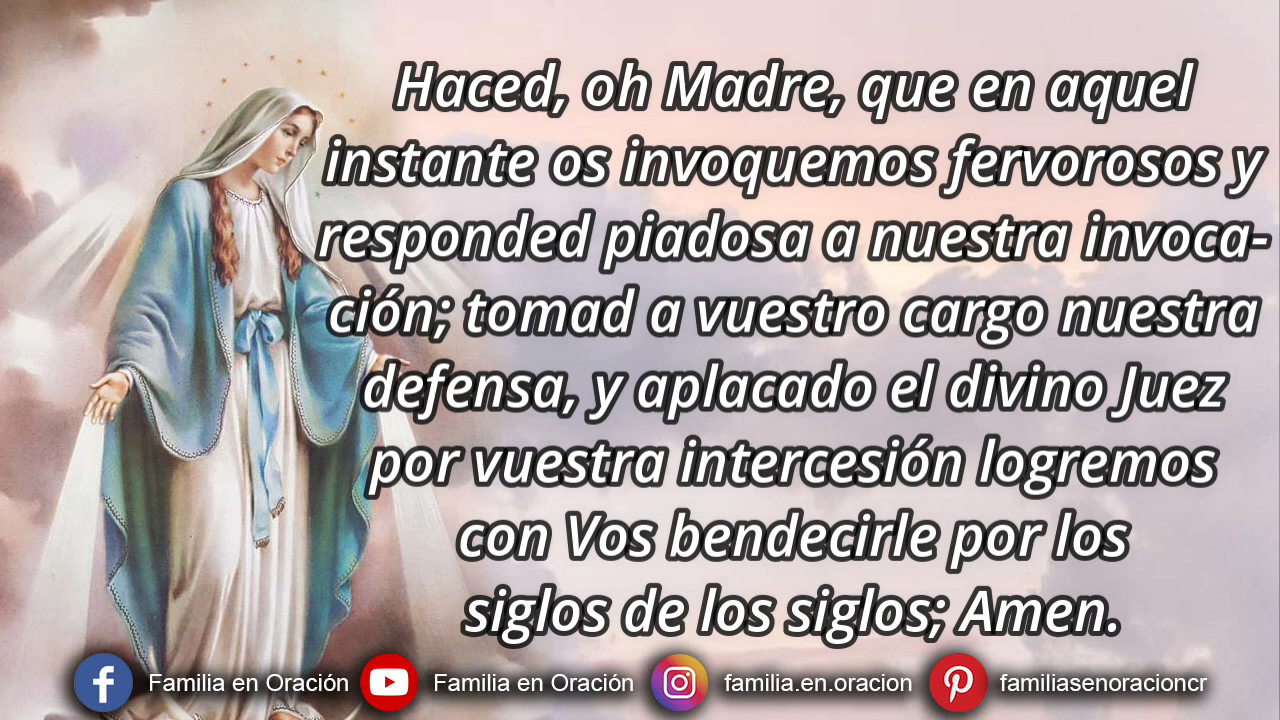 Haced, oh Madre, que en aquel
instante os invoquemos fervorosos y
responded piadosa a nuestra invoca-
ción; tomad a vuestro cargo nuestra
defensa, y aplacado el divino Juez
por vuestra intercesión logremos
con Vos bendecirle por los
siglos de los siglos; Amen.
Familia en Oración Familia en Oración familia.en.oracion familiasenoracioncr